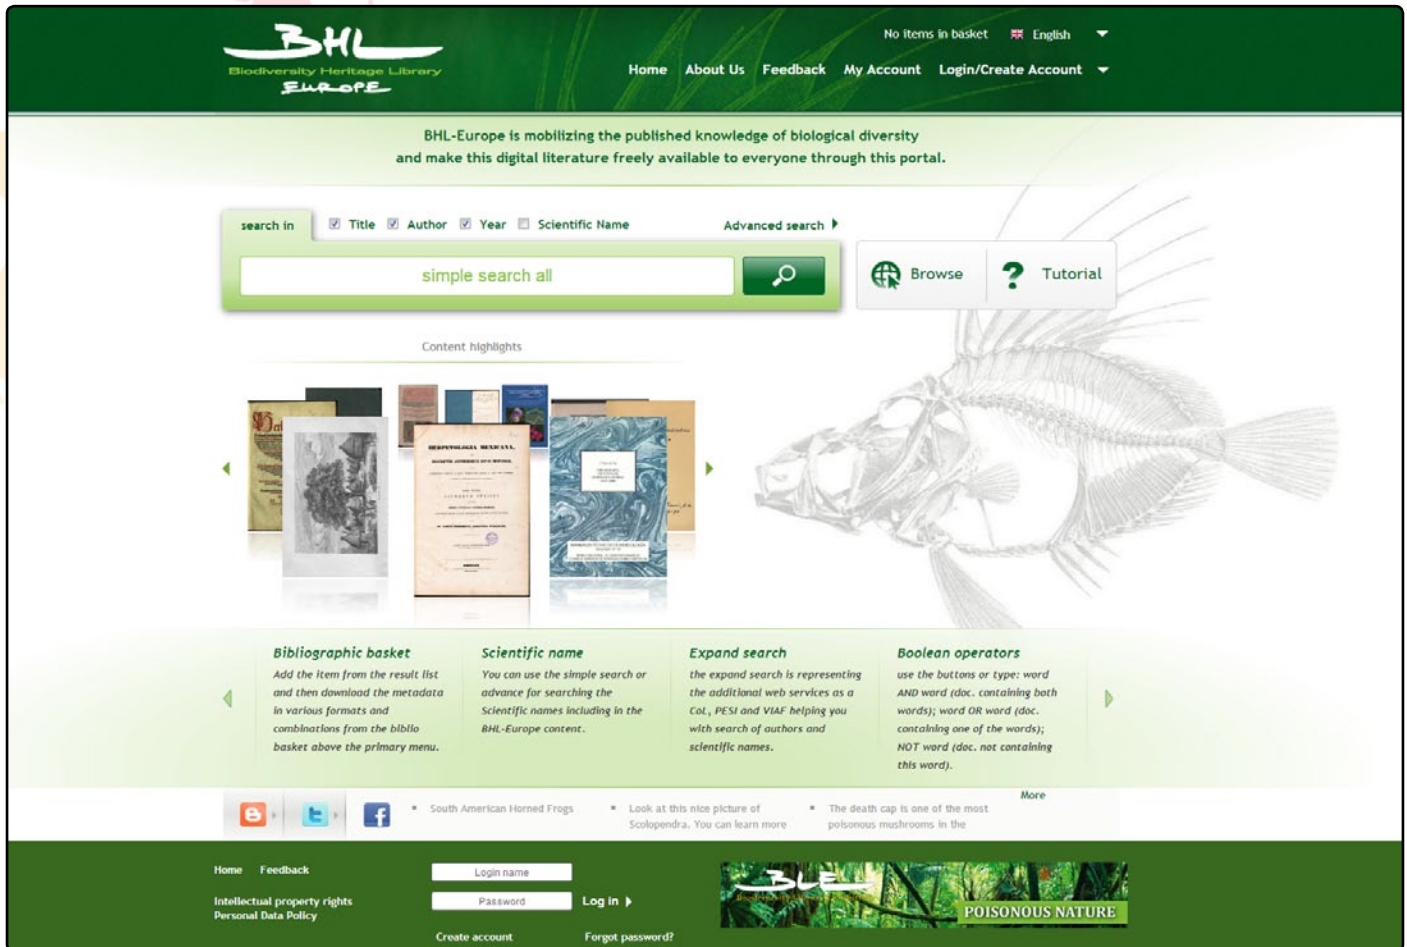 BHL
Biodiversity Heritage Library
EUROPE
No items in basket English
Home About Us Feedback My Account Login/Create Account
BHL-Europe is mobilizing the published knowledge of biological diversity
and make this digital literature freely available to everyone through this portal.
search in Title Author Year Scientific Name Advanced search
simple search all
Browse Tutorial
Content highlights
HERPETOLOGIA MEXICANA,
Bibliographic basket
Add the item from the result list
and then download the metadata
in various formats and
combinations from the biblio
basket above the primary menu.
Scientific name
You can use the simple search or
advance for searching the
Scientific names including in the
BHL-Europe content.
Expand search
the expand search is representing
the additional web services as a
CoL, PESI and VIAF helping you
with search of authors and
scientific names.
Boolean operators
use the buttons or type: word
AND word (doc. containing both
words); word OR word (doc.
containing one of the words);
NOT word (doc. not containing
this word).
More
South American Horned Frogs
Look at this nice picture of
Scolopendra. You can learn more
The death cap is one of the most
poisonous mushrooms in the
Home Feedback
Intellectual property rights
Personal Data Policy
Login name
Password Log in
Create account Forgot password?
BLE
POISONOUS NATURE